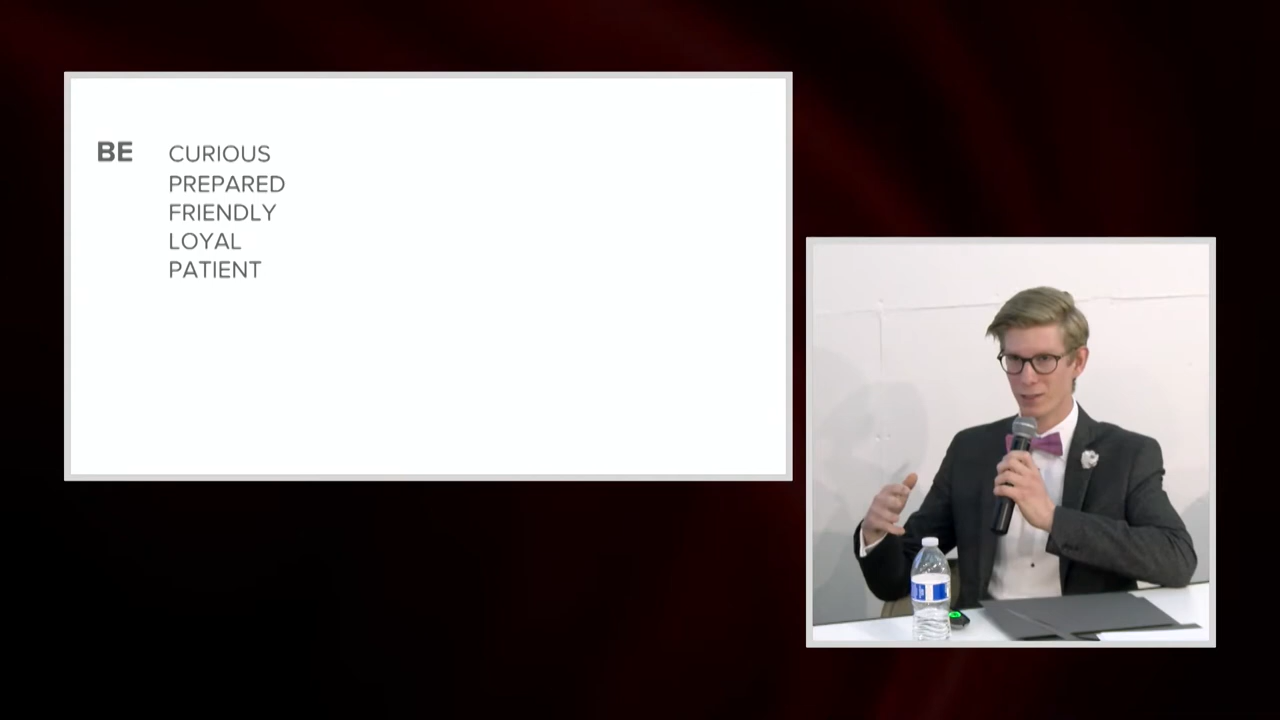 BE CURIOUS
PREPARED
FRIENDLY
LOYAL
PATIENT